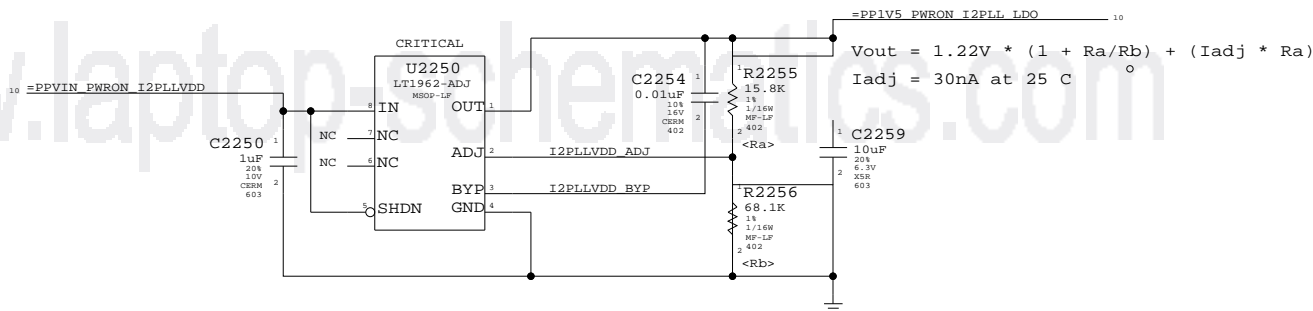 =PP1V5_PWRON_I2PLL_LDO
10
Vout = 1.22V * (1 + Ra/Rb) + (Iadj * Ra)
Iadj = 30nA at 25 C
CRITICAL
U2250
LT1962-ADJ
MSOP-LF
10 =PPVIN_PWRON_I2PLLVDD
8 IN
OUT 1
NC 7 NC
NC 6 NC
ADJ 2
I2PLLVDD_ADJ
BYP 3
I2PLLVDD_BYP
5 SHDN
GND 4
C2250 1
1uF
20%
10V
CERM
603
2
C2254 1
0.01uF
10%
16V
CERM
402
2
1
R2255
15.8K
1%
1/16W
MF-LF
402
2
<Ra>
1
R2256
68.1K
1%
1/16W
MF-LF
402
2
<Rb>
1
C2259
10uF
20%
6.3V
X5R
603
2
w.laptop-schematics.com